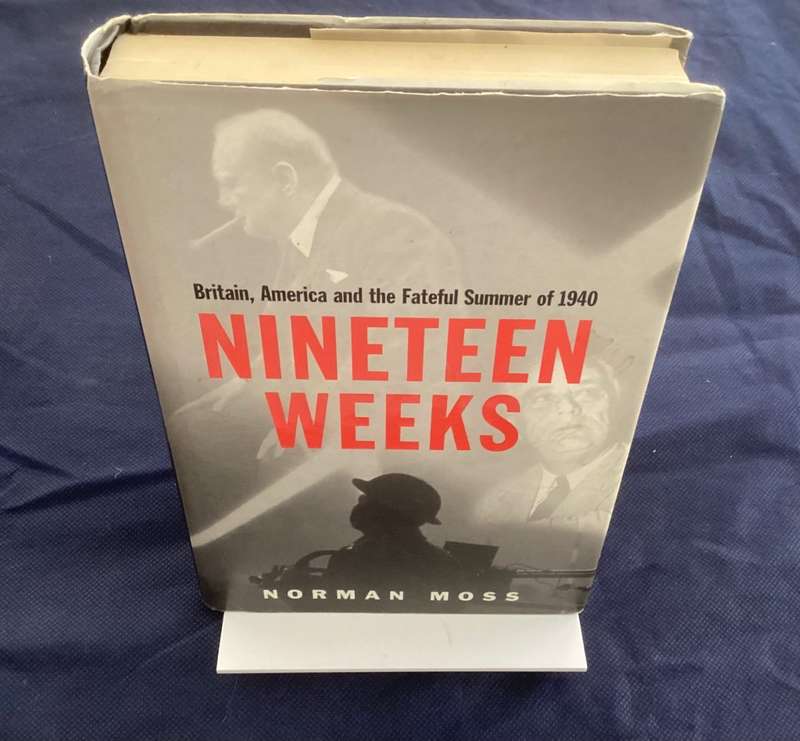 Britain, America and the Fateful Summer of 1940
NINETEEN
WEEKS
NORMAN MOSS